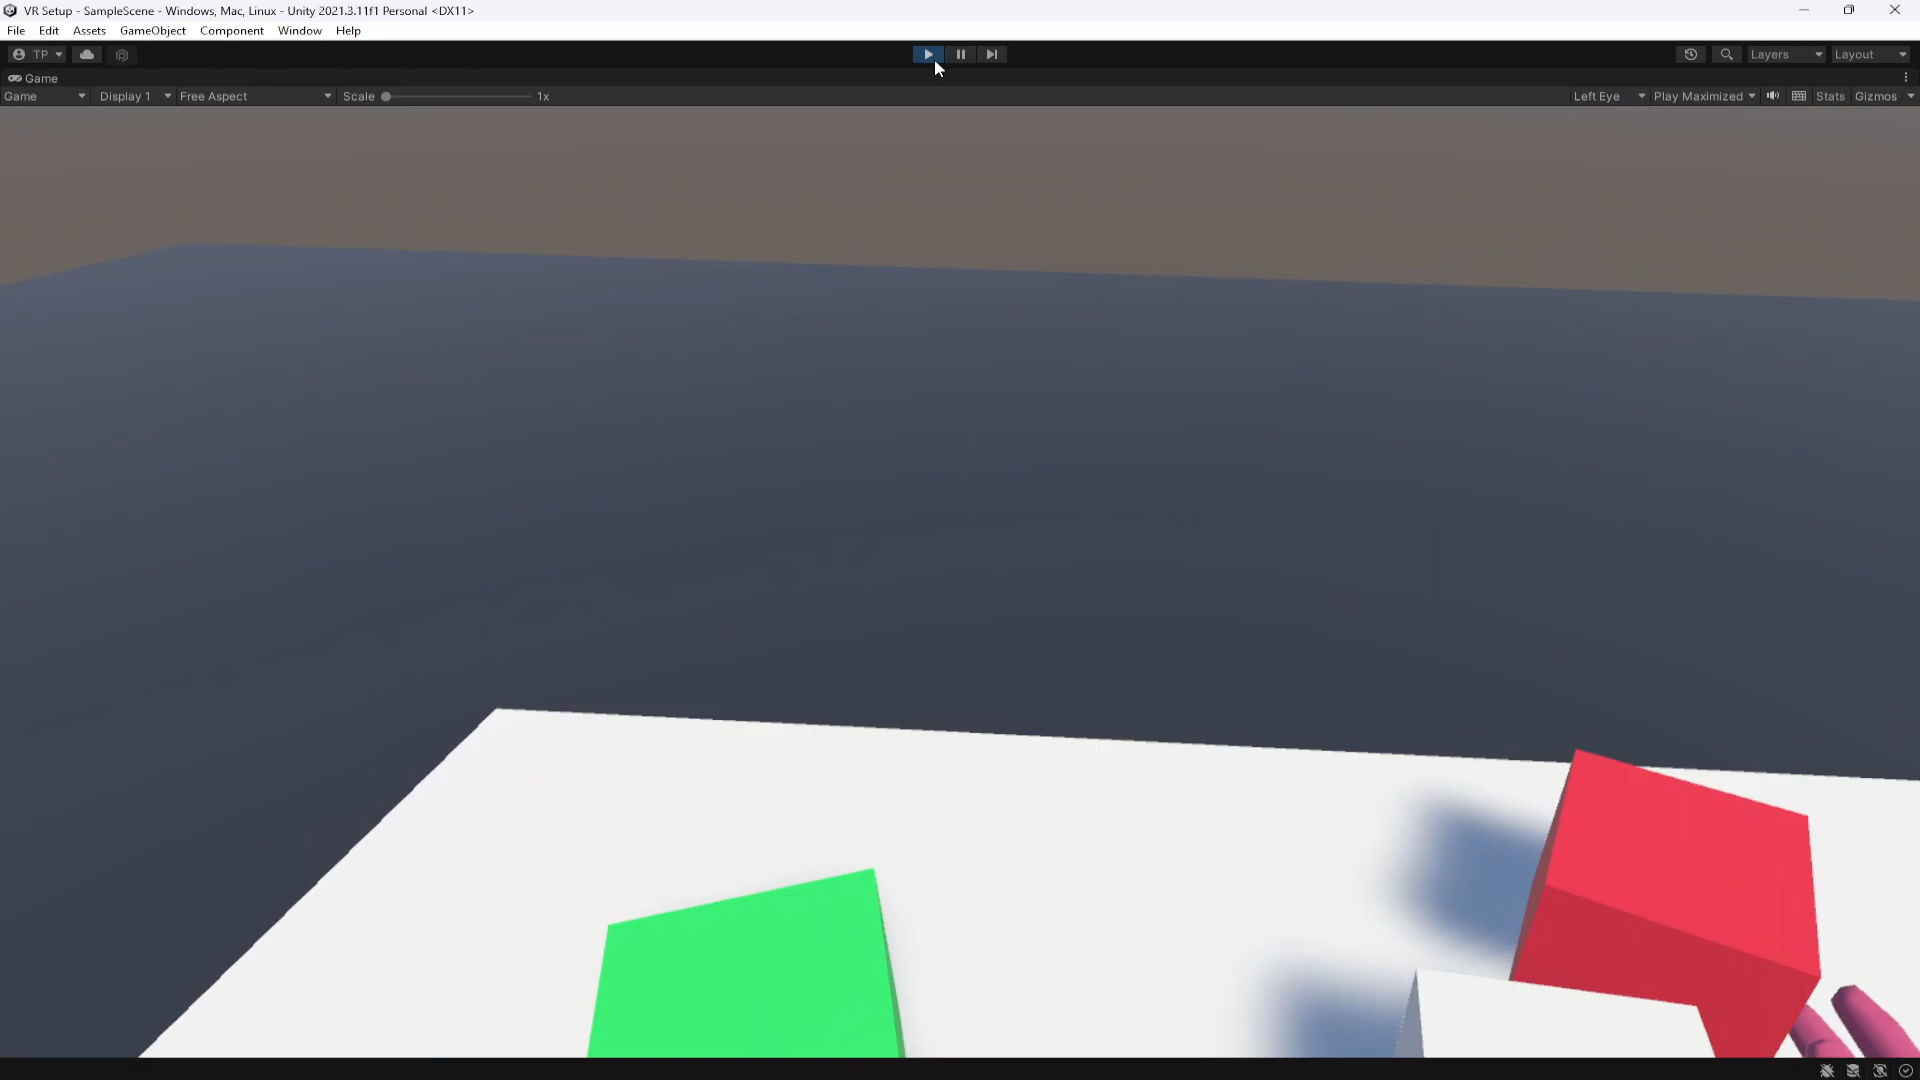 VR Setup - SampleScene - Windows, Mac, Linux - Unity 2021.3.11f1 Personal <DX11>
File Edit Assets GameObject Component Window Help
TP Layers Layout
Game
Game Display 1 Free Aspect Scale 1x Left Eye Play Maximized Stats Gizmos